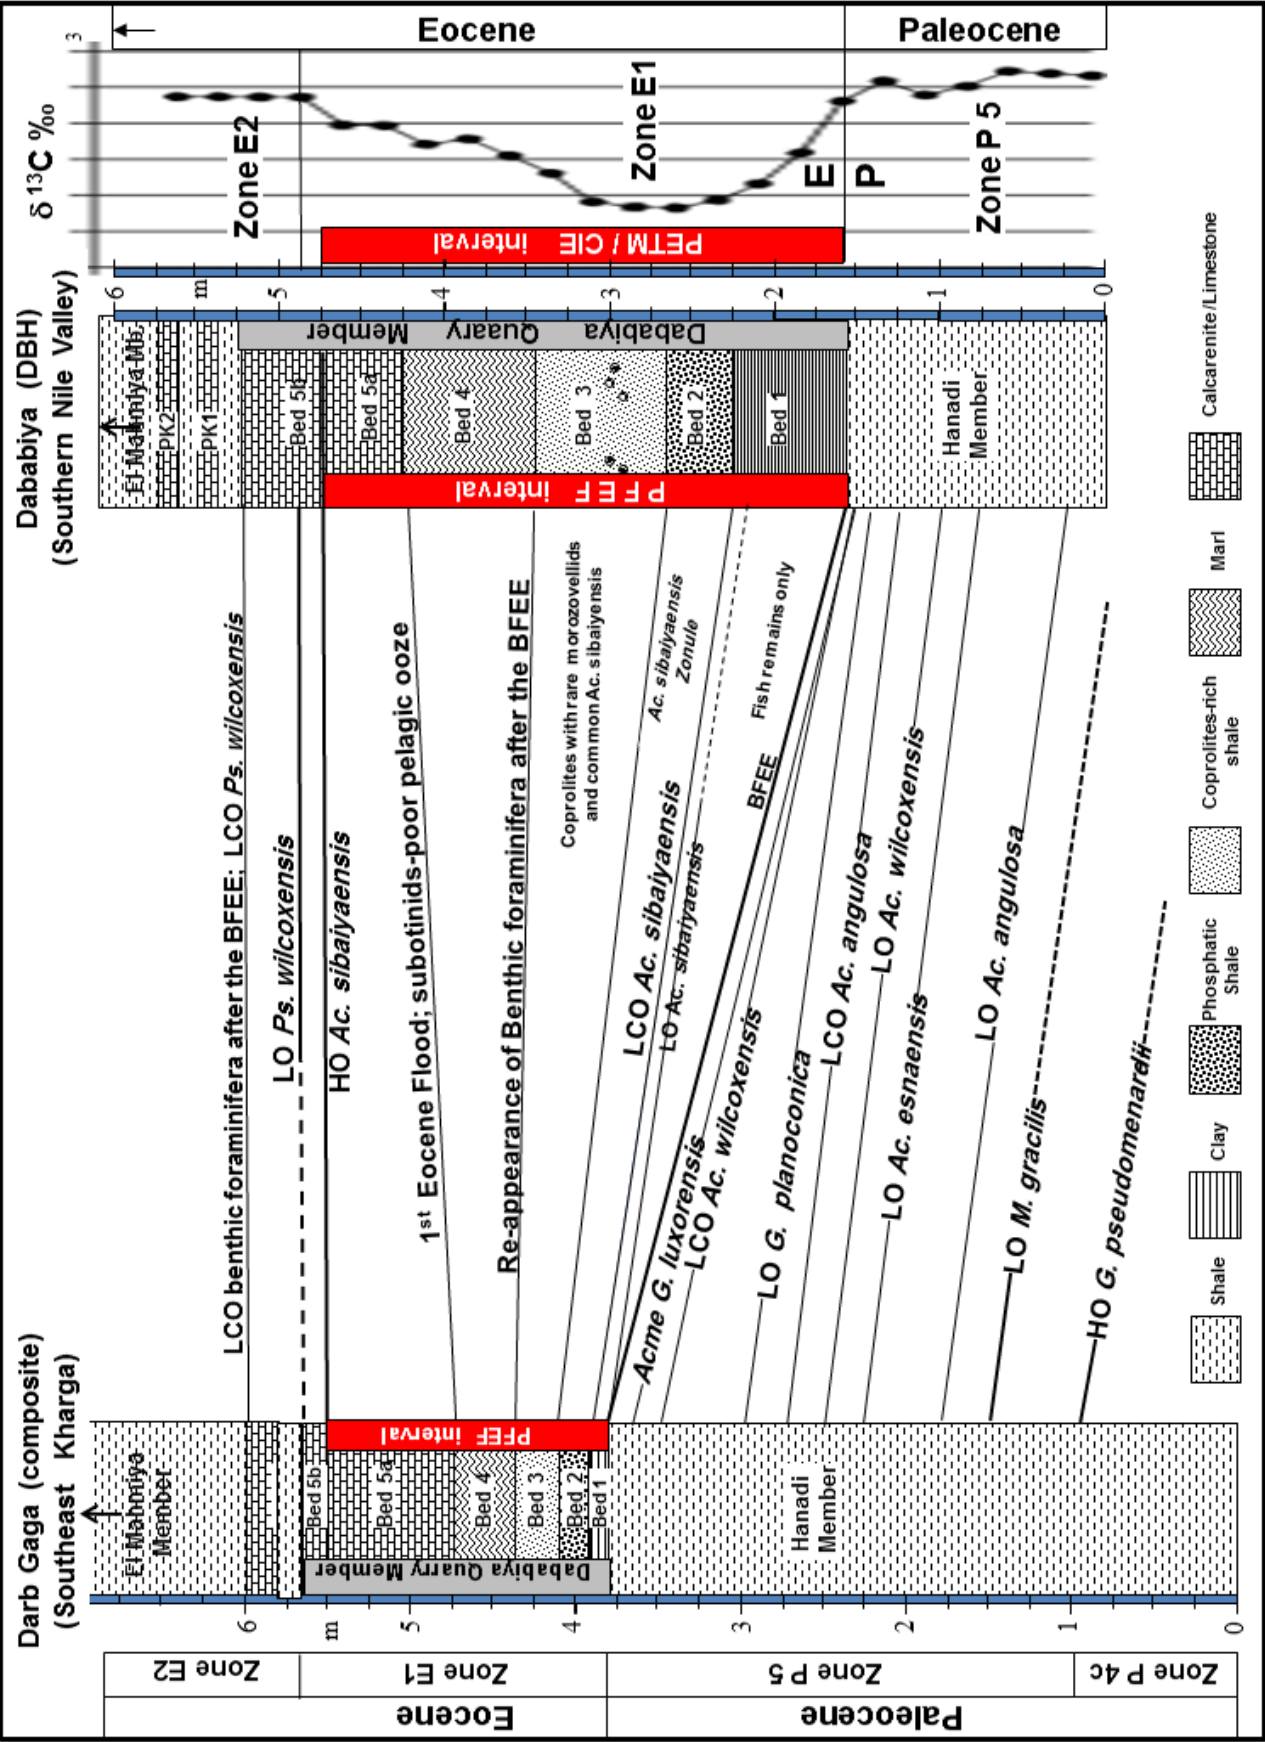 Darb Gaga (composite)
(Southeast Kharga)
Dababiya (DBH)
(Southern Nile Valley)
δ 13C ‰
3
Eocene
Paleocene
Zone E2
Zone E1
Zone P5
Zone P 4c
6
m
5
4
3
2
1
0
El Mahmiya
Member
Bed 5b
Bed 5a
Bed 4
Bed 3
Bed 2
Bed 1
Hanadi
Member
Dababiya Quarry Member
PFEF interval
LCO benthic foraminifera after the BFEE; LCO Ps. wilcoxensis
LO Ps. wilcoxensis
HO Ac. sibaiyaensis
1st Eocene Flood; subotinids-poor pelagic ooze
Re-appearance of Benthic foraminifera after the BFEE
Coprolites with rare morozovellids
and common Ac. sibaiyensis
Ac. sibaiyaensis
Zonule
LCO Ac. sibaiyaensis
LO Ac. sibaiyaensis
Fish remains only
BFEE
Acme G. luxorensis
LCO Ac. wilcoxensis
LO G. planoconica
LCO Ac. angulosa
LO Ac. wilcoxensis
LO Ac. esnaensis
LO Ac. angulosa
LO M. gracilis
HO G. pseudomenardii
El Mahmiya Mb.
PK2
PK1
Bed 5b
Bed 5a
Bed 4
Bed 3
Bed 2
Bed 1
Hanadi
Member
PFEF interval
Dababiya Quaary Member
6
m
5
4
3
2
1
0
PETM / CIE interval
Zone E2
Zone E1
E
P
Zone P 5
Eocene
Paleocene
Shale
Clay
Phosphatic
Shale
Coprolites-rich
shale
Marl
Calcarenite/Limestone